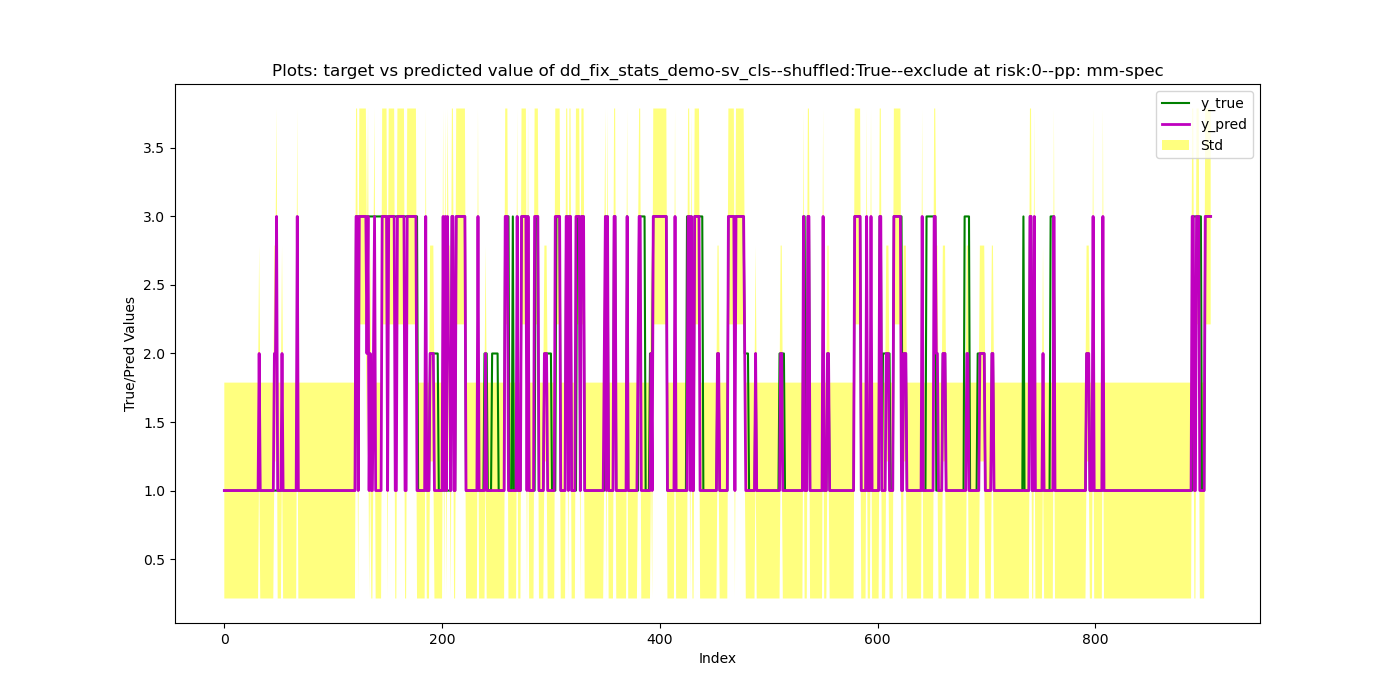 Plots: target vs predicted value of dd_fix_stats_demo-sv_cls--shuffled:True--exclude at risk:0--pp: mm-spec
y_true
y_pred
Std
3.5
3.0
2.5
2.0
1.5
1.0
0.5
True/Pred Values
0
200
400
600
800
Index